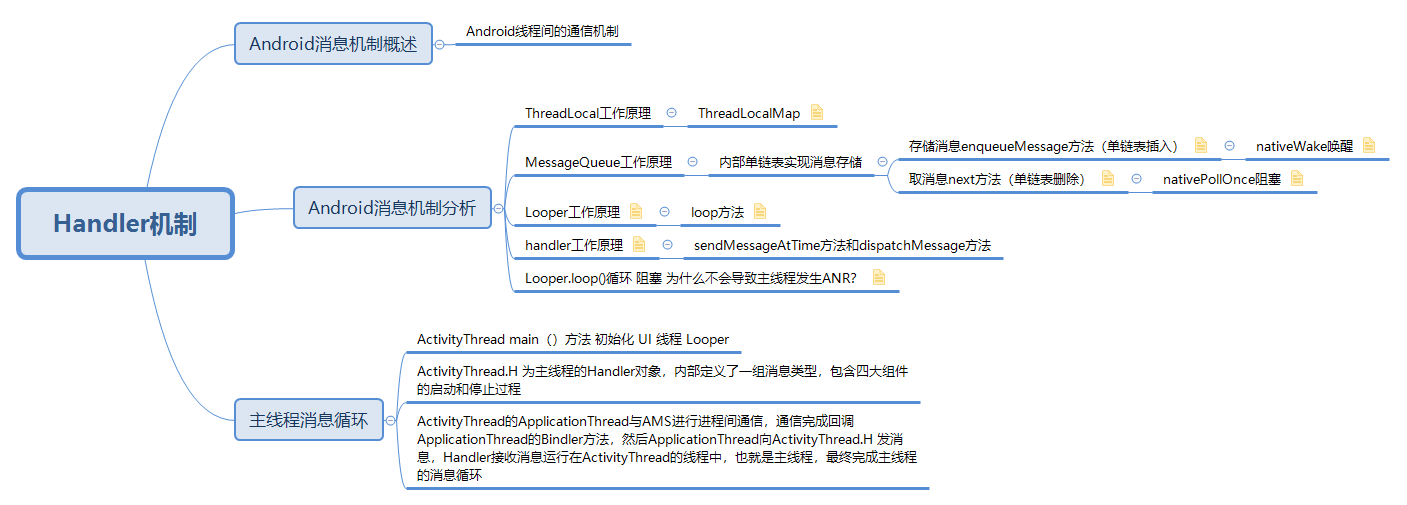 Handler机制
Android消息机制概述
Android线程间的通信机制
Android消息机制分析
ThreadLocal工作原理
ThreadLocalMap
MessageQueue工作原理
内部单链表实现消息存储
存储消息enqueueMessage方法（单链表插入）
nativeWake唤醒
取消息next方法（单链表删除）
nativePollOnce阻塞
Looper工作原理
loop方法
handler工作原理
sendMessageAtTime方法和dispatchMessage方法
Looper.loop()循环 阻塞 为什么不会导致主线程发生ANR?
主线程消息循环
ActivityThread main（）方法 初始化 UI 线程 Looper
ActivityThread.H 为主线程的Handler对象，内部定义了一组消息类型，包含四大组件
的启动和停止过程
ActivityThread的ApplicationThread与AMS进行进程间通信，通信完成回调
ApplicationThread的Bindler方法，然后ApplicationThread向ActivityThread.H 发消
息，Handler接收消息运行在ActivityThread的线程中，也就是主线程，最终完成主线程
的消息循环